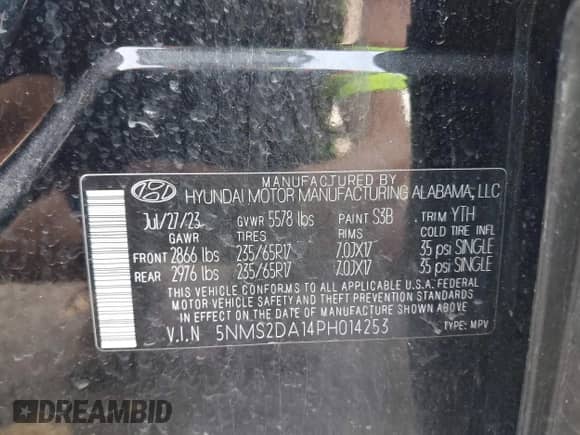 MANUFACTURED BY
HYUNDAI MOTOR MANUFACTURING ALABAMA, LLC
Jul/27/23 GVWR 5578 lbs PAINT S3B TRIM YTH
GAWR TIRES RIMS COLD TIRE INFL
FRONT 2866 lbs 235/65R17 7.0JX17 35 psi SINGLE
REAR 2976 lbs 235/65R17 7.0JX17 35 psi SINGLE
THIS VEHICLE CONFORMS TO ALL APPLICABLE U.S.A. FEDERAL
MOTOR VEHICLE SAFETY AND THEFT PREVENTION STANDARDS
IN EFFECT ON THE DATE OF MANUFACTURE SHOWN ABOVE
V.I.N 5NMS2DA14PH014253 TYPE: MPV
DREAMBID